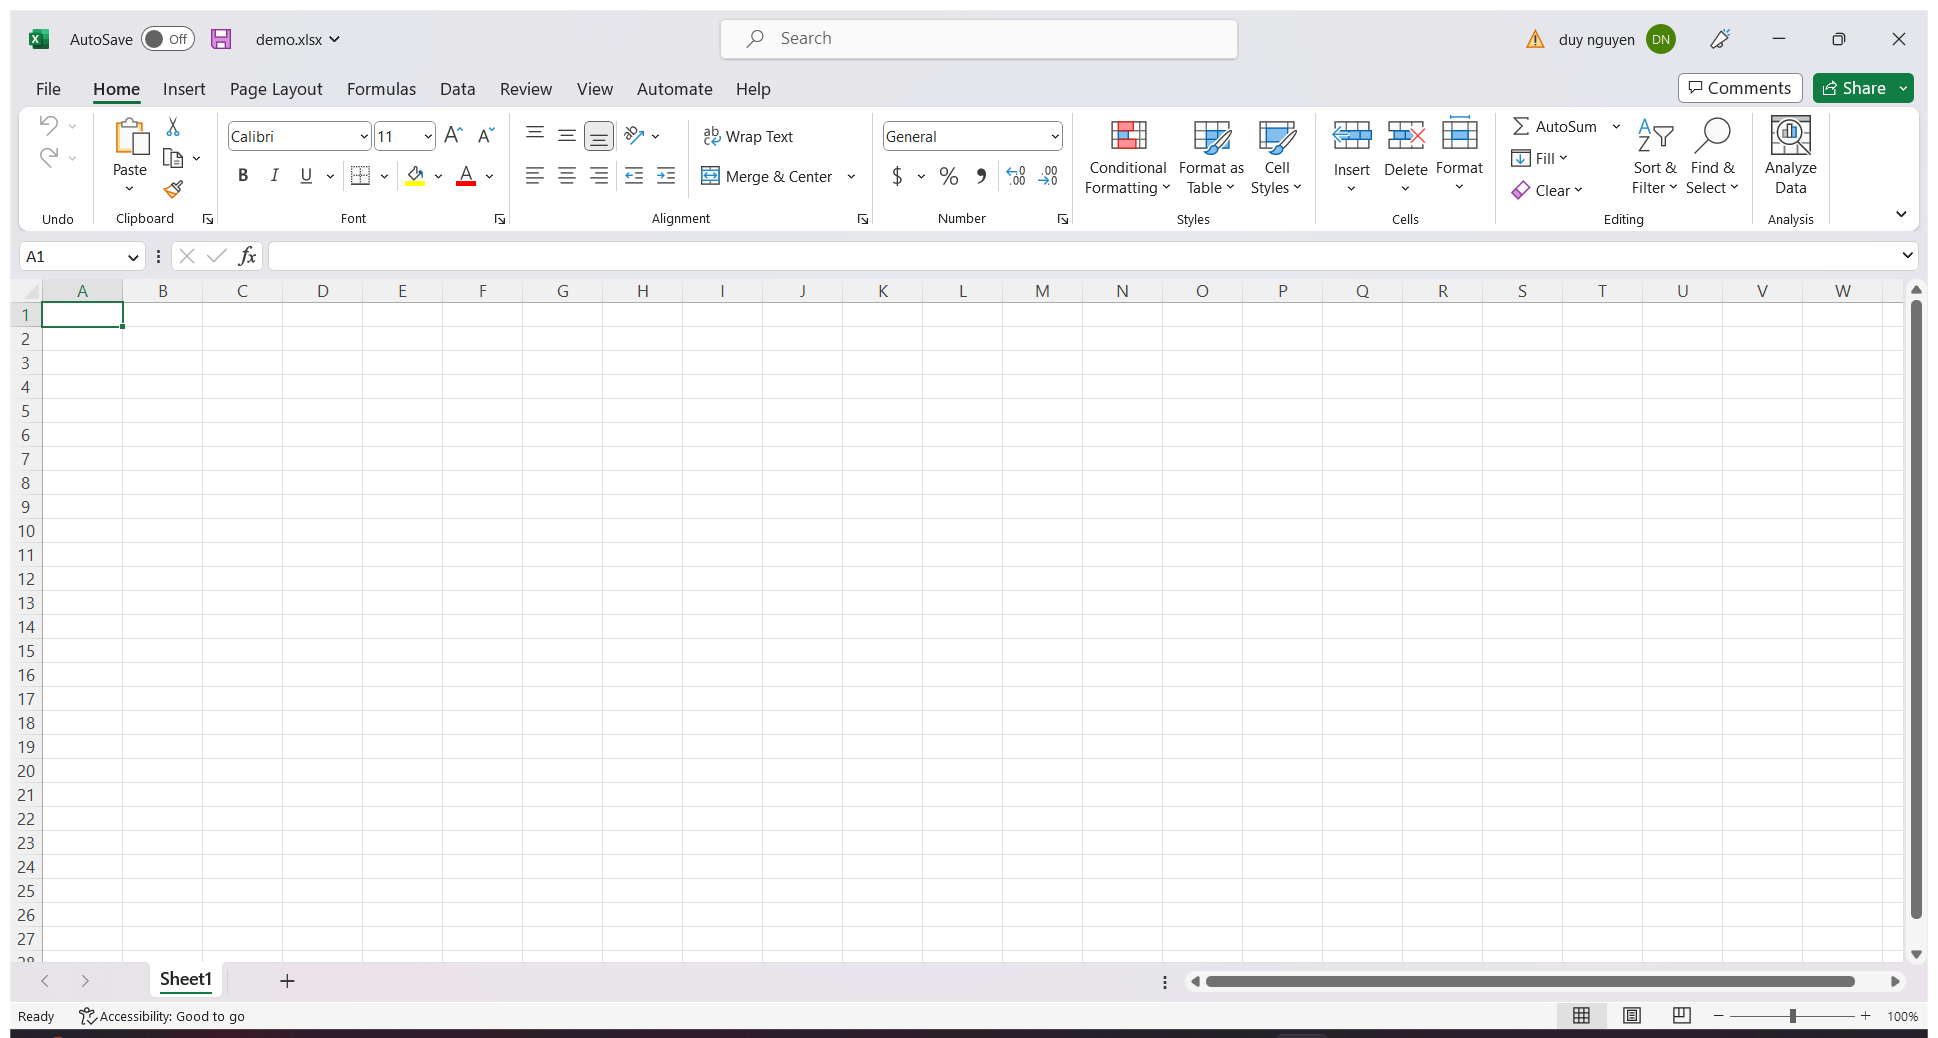 AutoSave Off demo.xlsx Search duy nguyen DN
File Home Insert Page Layout Formulas Data Review View Automate Help Comments Share
Paste
Calibri 11
B I U A
Wrap Text
Merge & Center
General
$ %
Conditional Formatting
Format as Table
Cell Styles
Insert Delete Format
AutoSum
Fill
Clear
Sort & Filter
Find & Select
Analyze Data
Undo Clipboard Font Alignment Number Styles Cells Editing Analysis
A1 fx
A B C D E F G H I J K L M N O P Q R S T U V W
1
2
3
4
5
6
7
8
9
10
11
12
13
14
15
16
17
18
19
20
21
22
23
24
25
26
27
28
Sheet1
Ready Accessibility: Good to go 100%